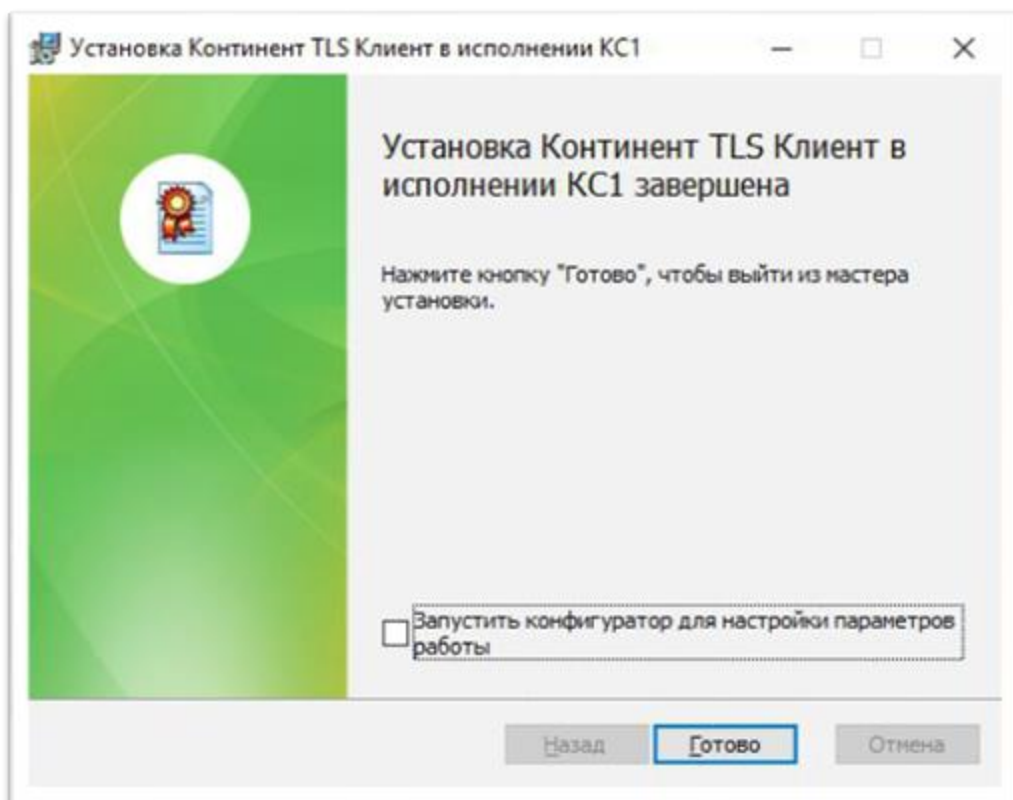 Установка Континент TLS Клиент в исполнении КС1
Установка Континент TLS Клиент в
исполнении КС1 завершена
Нажмите кнопку "Готово", чтобы выйти из мастера
установки.
Запустить конфигуратор для настройки параметров
работы
Назад
Готово
Отмена